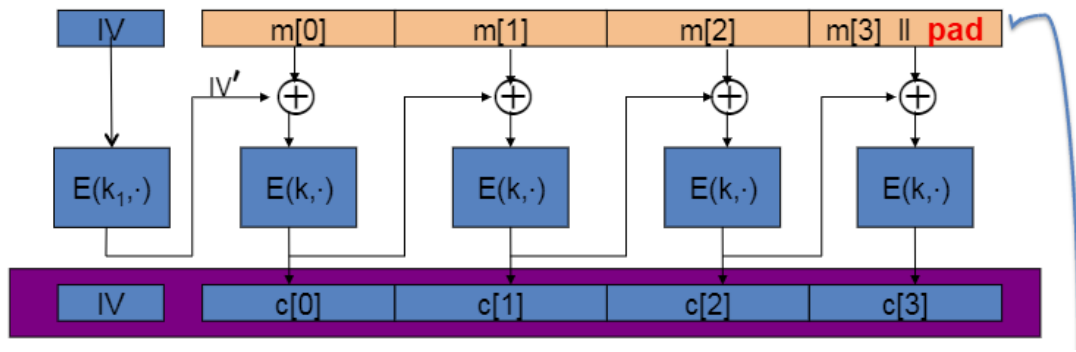 IV m[0] m[1] m[2] m[3] ll pad
IV′
E(k₁,·) E(k,·) E(k,·) E(k,·) E(k,·)
IV c[0] c[1] c[2] c[3]